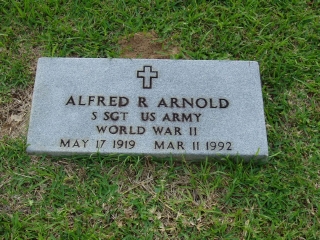 ALFRED R ARNOLD
S SGT US ARMY
WORLD WAR II
MAY 17 1919 MAR 11 1992